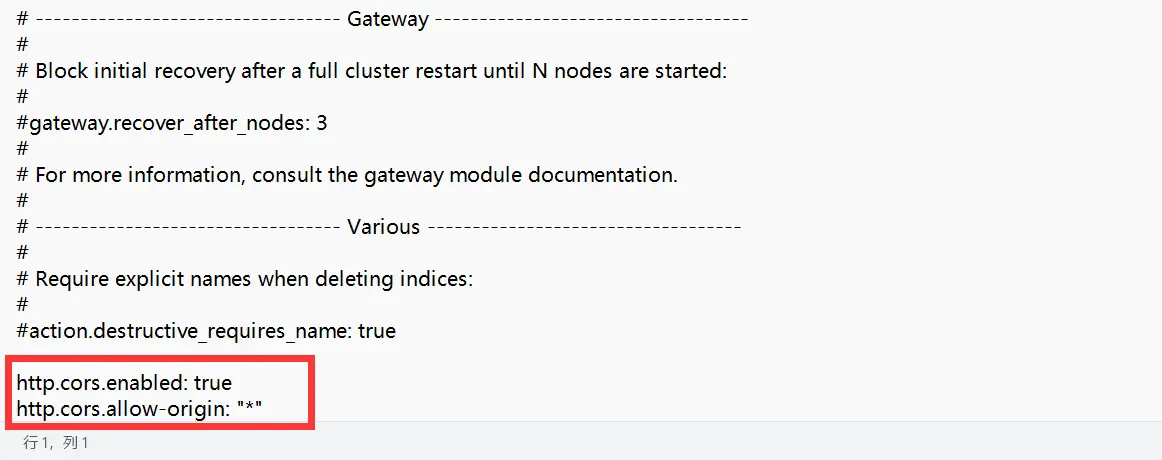 # ---------------------------------- Gateway -----------------------------------
#
# Block initial recovery after a full cluster restart until N nodes are started:
#
#gateway.recover_after_nodes: 3
#
# For more information, consult the gateway module documentation.
#
# ---------------------------------- Various -----------------------------------
#
# Require explicit names when deleting indices:
#
#action.destructive_requires_name: true
http.cors.enabled: true
http.cors.allow-origin: "*"
行 1, 列 1